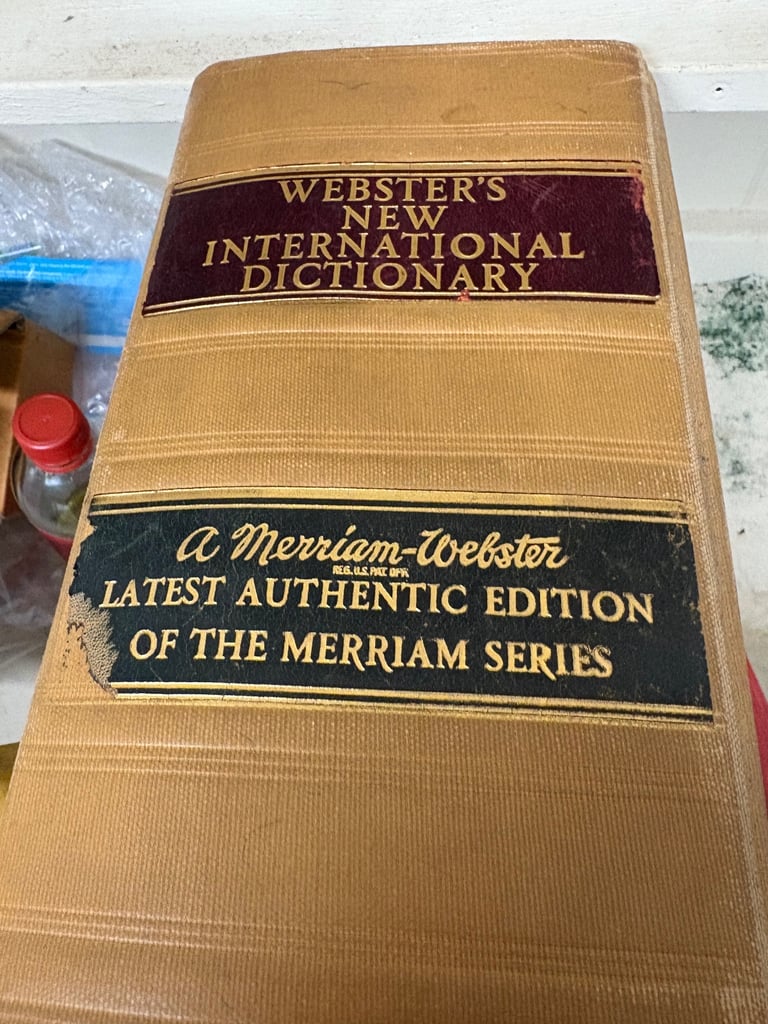 WEBSTER'S
NEW
INTERNATIONAL
DICTIONARY
A Merriam-Webster
REG. U.S. PAT. OFF.
LATEST AUTHENTIC EDITION
OF THE MERRIAM SERIES